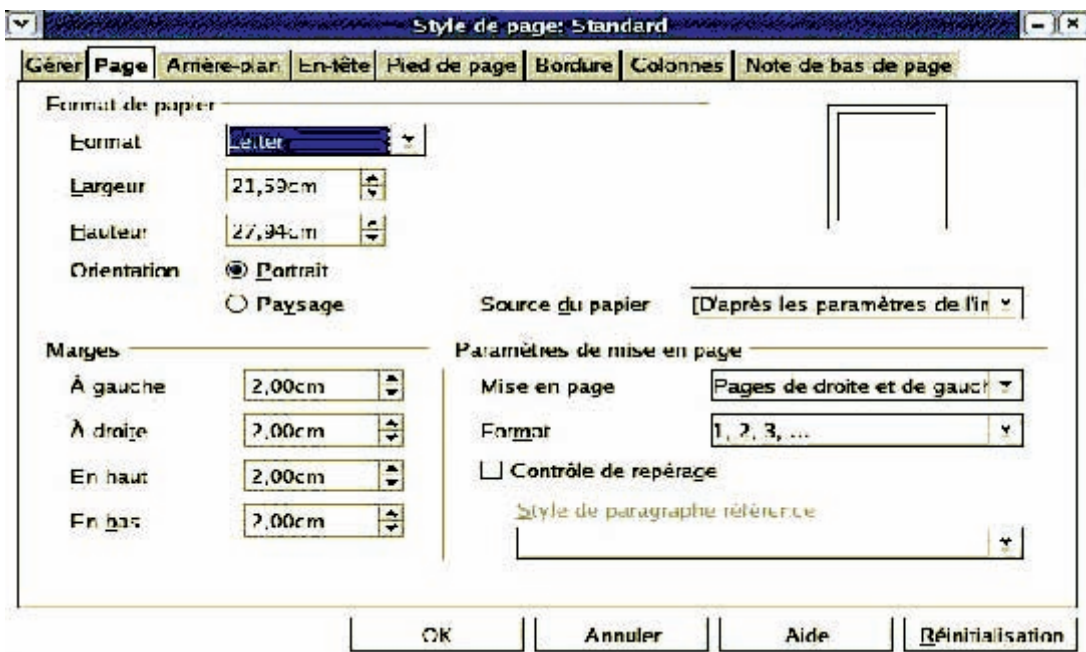 Style de page: Standard
Gérer Page Arrière-plan En-tête Pied de page Bordure Colonnes Note de bas de page
Format de papier
Format Letter
Largeur 21,59cm
Hauteur 27,94cm
Orientation Portrait
Paysage Source du papier [D'après les paramètres de l'in
Marges Paramètres de mise en page
À gauche 2,00cm Mise en page Pages de droite et de gauch
À droite 2,00cm Format 1, 2, 3, ...
Contrôle de repérage
En haut 2,00cm
Style de paragraphe référence
En bas 2,00cm
OK Annuler Aide Réinitialisation